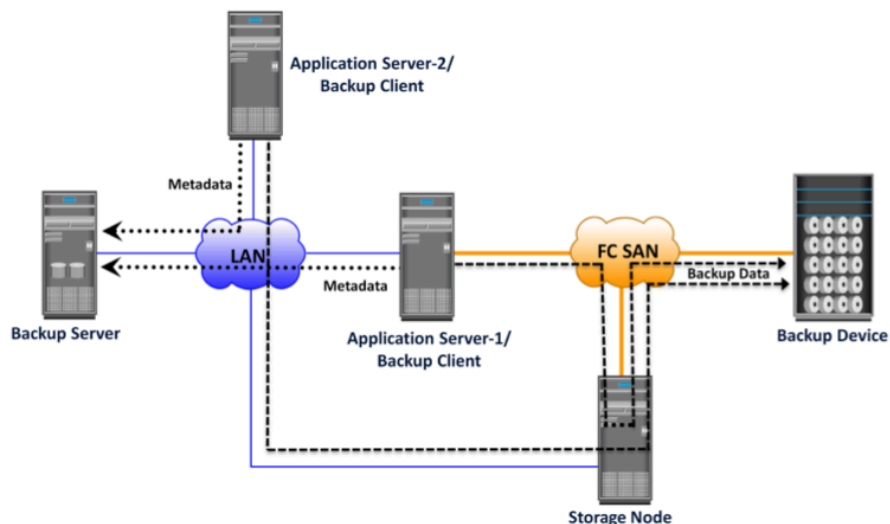 Application Server-2/
Backup Client
Metadata
LAN
FC SAN
Backup Data
Metadata
Backup Server
Application Server-1/
Backup Client
Backup Device
Storage Node